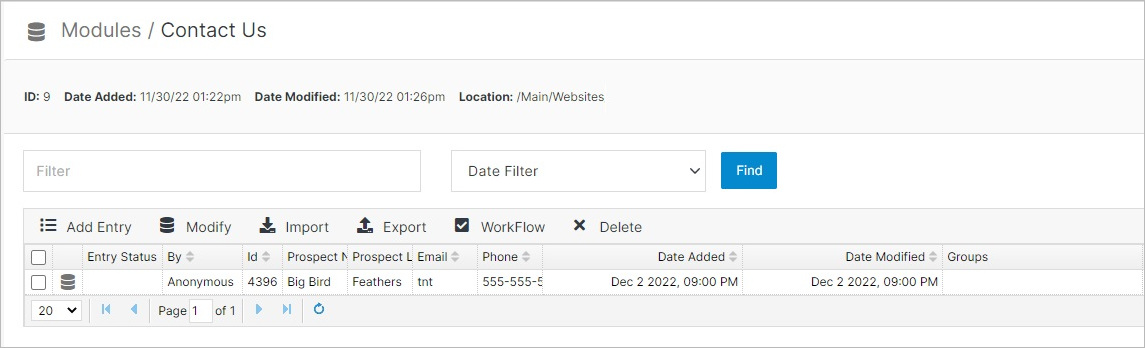 Modules / Contact Us
ID: 9 Date Added: 11/30/22 01:22pm Date Modified: 11/30/22 01:26pm Location: /Main/Websites
Filter Date Filter Find
Add Entry Modify Import Export WorkFlow Delete
Entry Status By Id Prospect N Prospect L Email Phone Date Added Date Modified Groups
Anonymous 4396 Big Bird Feathers tnt 555-555-5 Dec 2 2022, 09:00 PM Dec 2 2022, 09:00 PM
20 Page 1 of 1